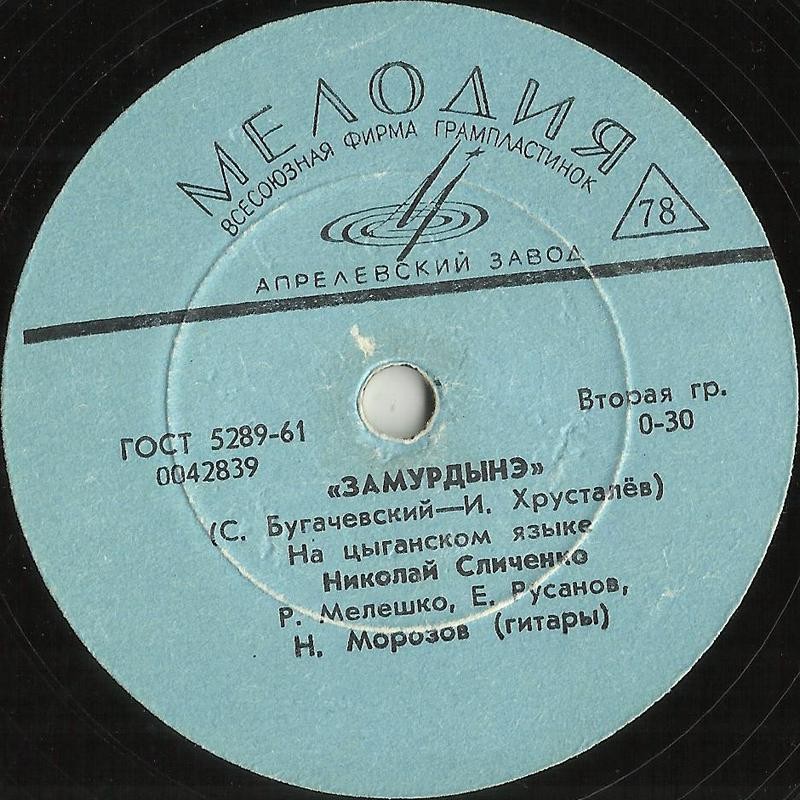 МЕЛОДИЯ
ВСЕСОЮЗНАЯ ФИРМА ГРАМПЛАСТИНОК
78
АПРЕЛЕВСКИЙ ЗАВОД
Вторая гр.
ГОСТ 5289-61
0-30
0042839
«ЗАМУРДЫНЭ»
(С. Бугачевский—И. Хрусталёв)
На цыганском языке
Николай Сличенко
Р. Мелешко, Е. Русанов,
Н. Морозов (гитары)